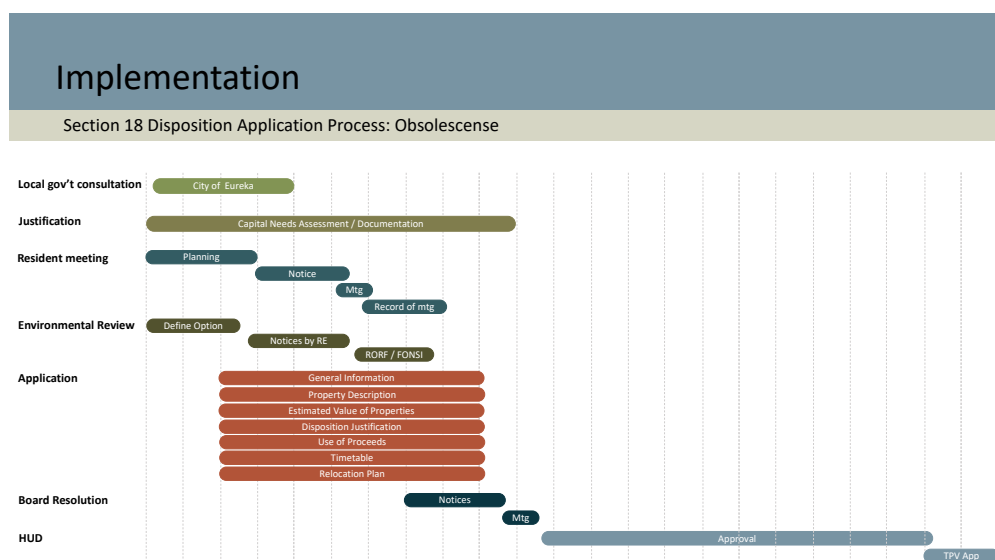 Implementation
Section 18 Disposition Application Process: Obsolescense
Local gov't consultation
City of Eureka
Justification
Capital Needs Assessment / Documentation
Resident meeting
Planning
Notice
Mtg
Record of mtg
Environmental Review
Define Option
Notices by RE
RORF / FONSI
Application
General Information
Property Description
Estimated Value of Properties
Disposition Justification
Use of Proceeds
Timetable
Relocation Plan
Board Resolution
Notices
Mtg
HUD
Approval
TPV App